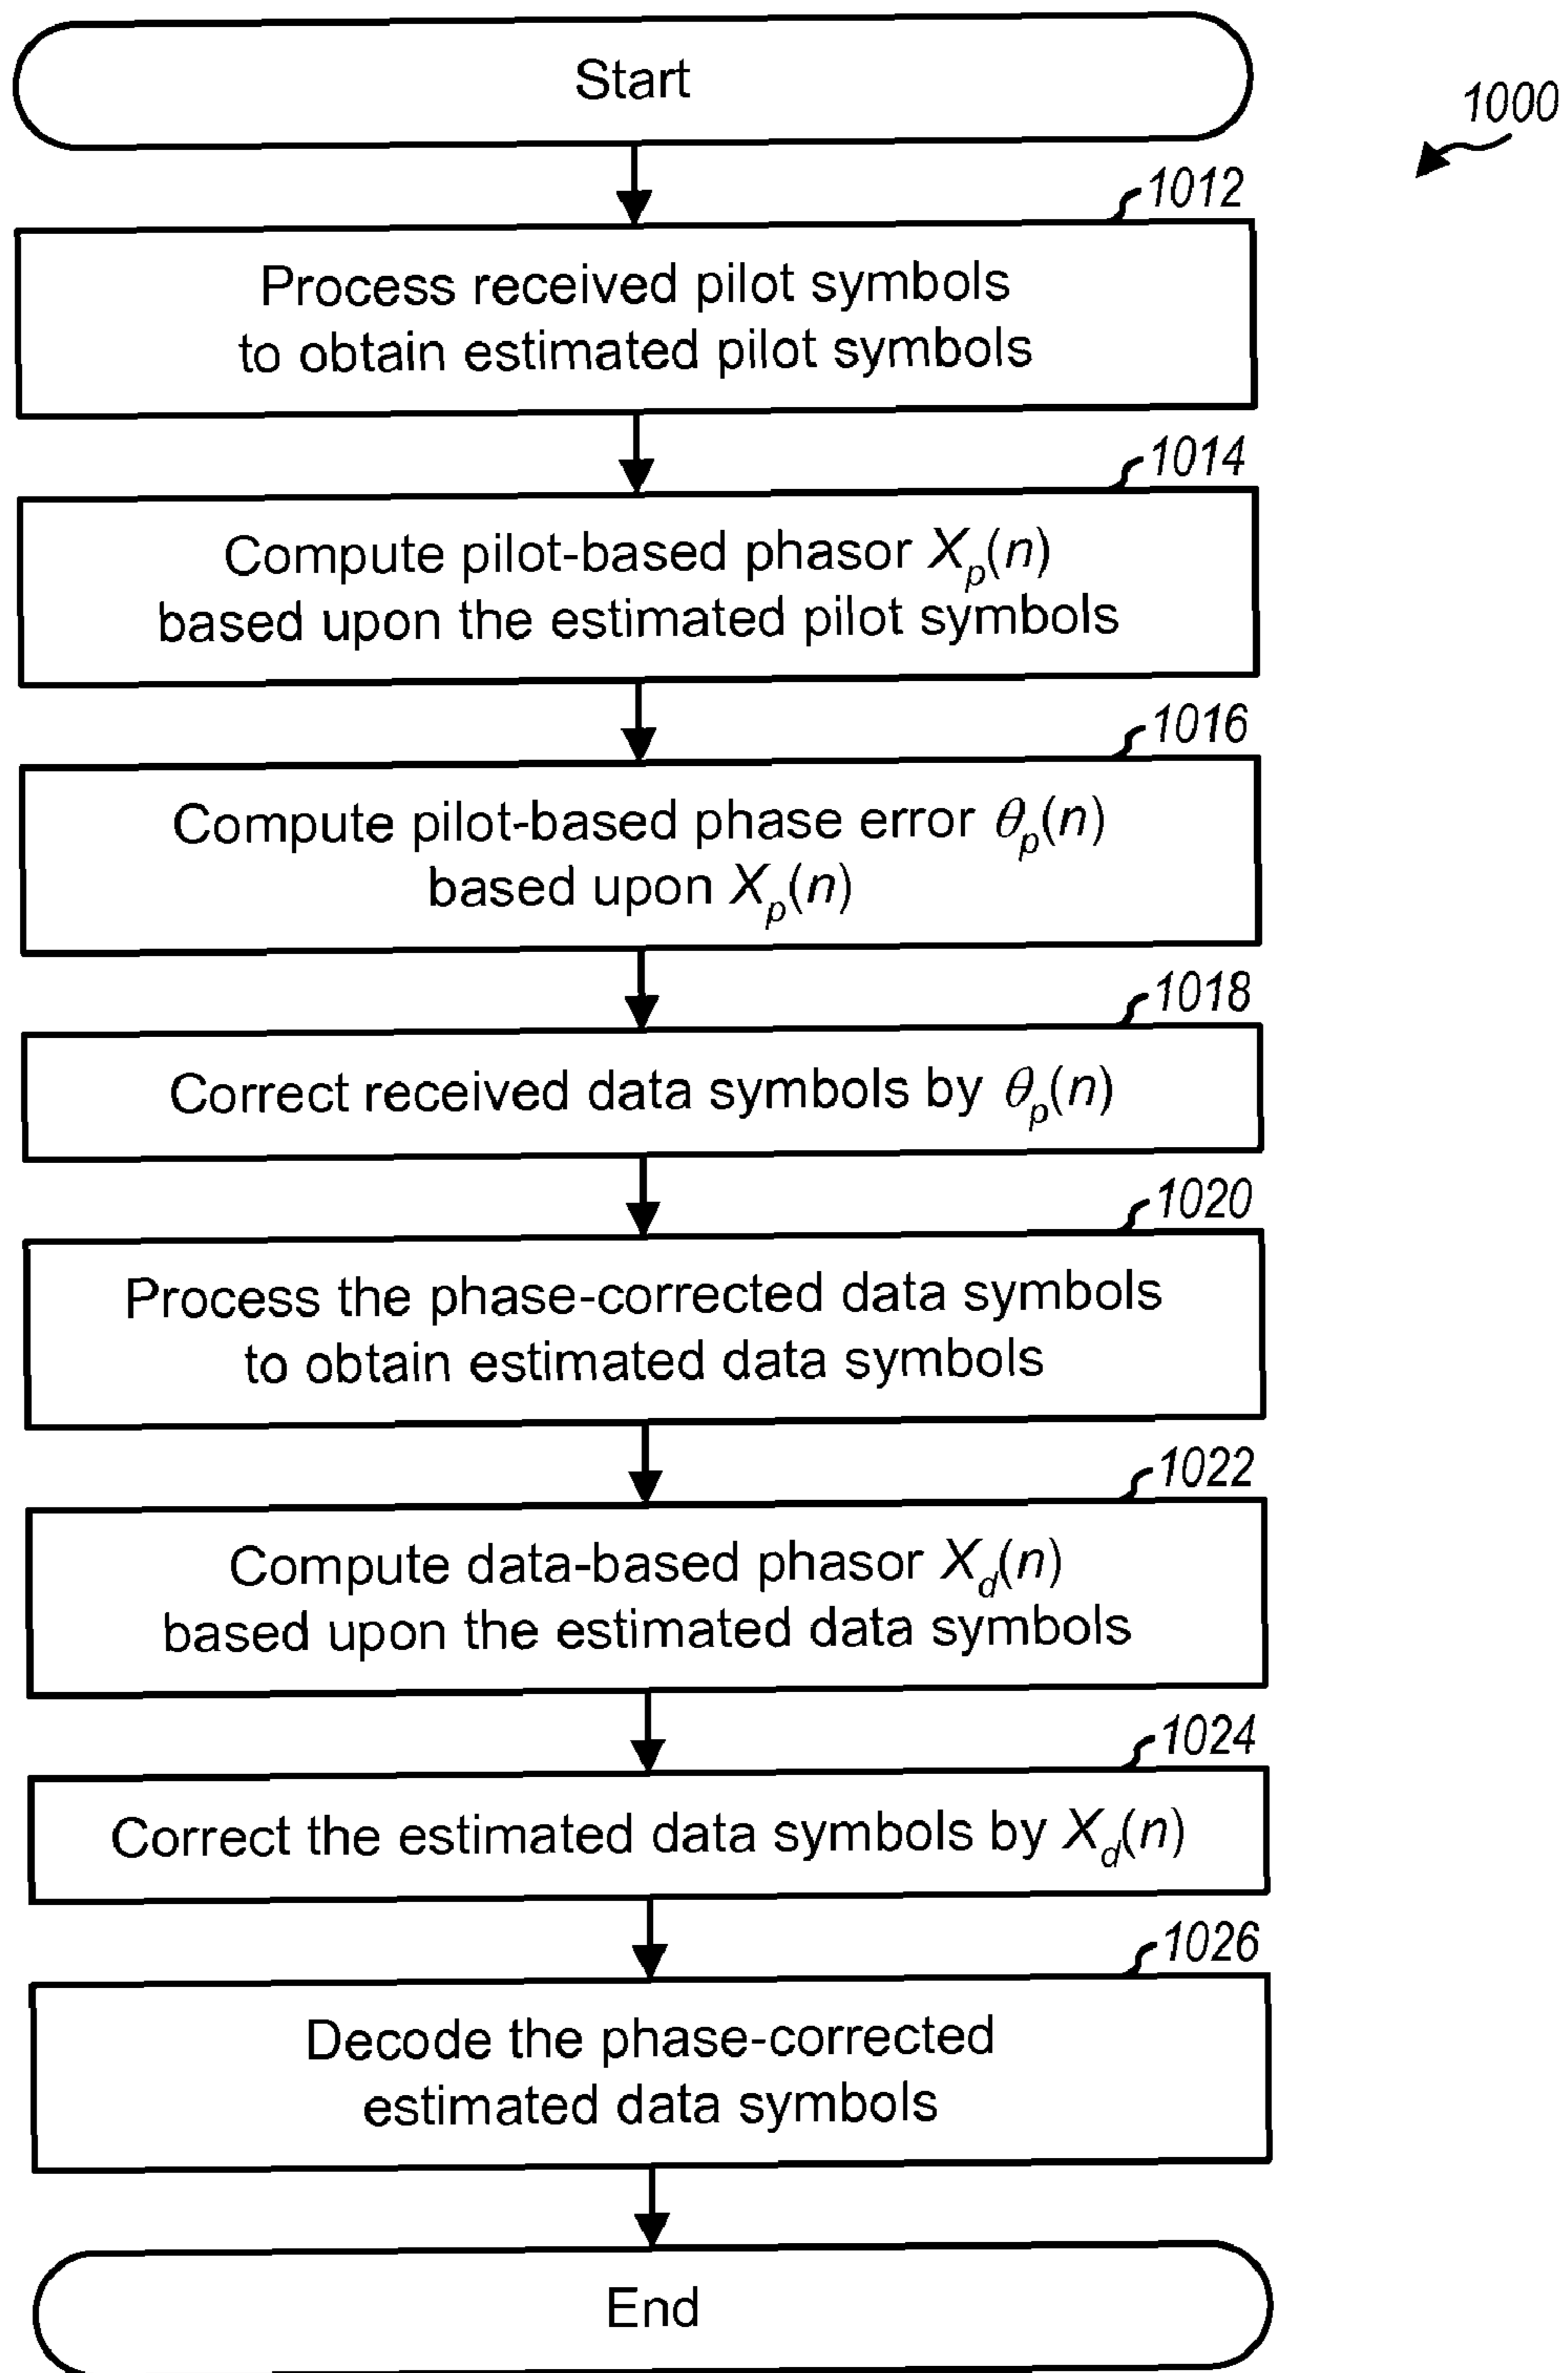 Start
1000
1012
Process received pilot symbols
to obtain estimated pilot symbols
1014
Compute pilot-based phasor Xp(n)
based upon the estimated pilot symbols
1016
Compute pilot-based phase error θp(n)
based upon Xp(n)
1018
Correct received data symbols by θp(n)
1020
Process the phase-corrected data symbols
to obtain estimated data symbols
1022
Compute data-based phasor Xd(n)
based upon the estimated data symbols
1024
Correct the estimated data symbols by Xd(n)
1026
Decode the phase-corrected
estimated data symbols
End